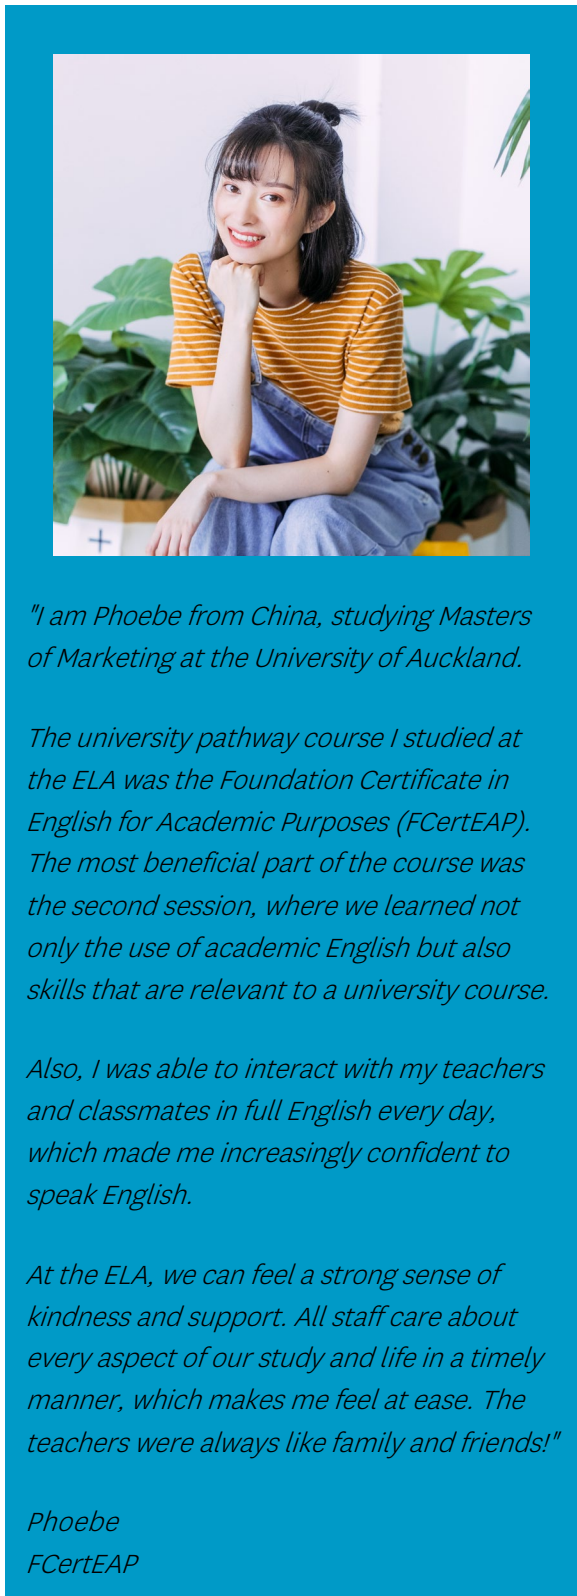 "I am Phoebe from China, studying Masters
of Marketing at the University of Auckland.
The university pathway course I studied at
the ELA was the Foundation Certificate in
English for Academic Purposes (FCertEAP).
The most beneficial part of the course was
the second session, where we learned not
only the use of academic English but also
skills that are relevant to a university course.
Also, I was able to interact with my teachers
and classmates in full English every day,
which made me increasingly confident to
speak English.
At the ELA, we can feel a strong sense of
kindness and support. All staff care about
every aspect of our study and life in a timely
manner, which makes me feel at ease. The
teachers were always like family and friends!"
Phoebe
FCertEAP